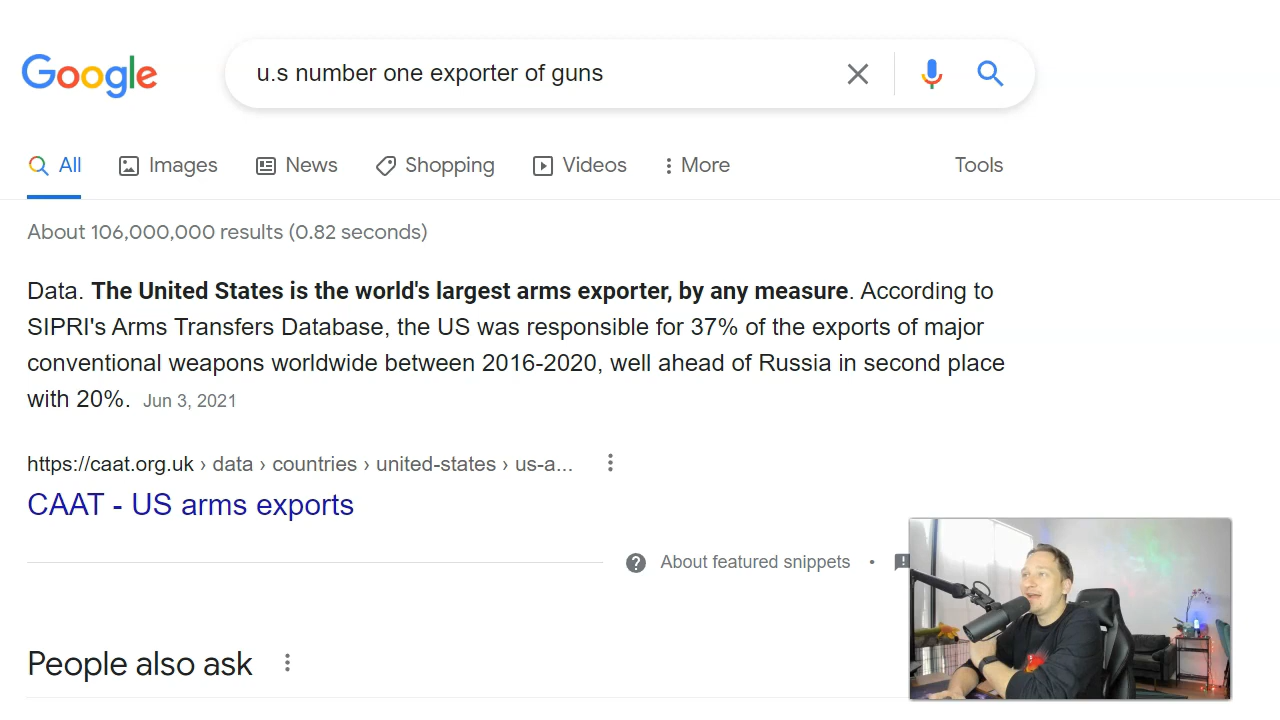 Google
u.s number one exporter of guns
All Images News Shopping Videos More Tools
About 106,000,000 results (0.82 seconds)
Data. The United States is the world's largest arms exporter, by any measure. According to
SIPRI's Arms Transfers Database, the US was responsible for 37% of the exports of major
conventional weapons worldwide between 2016-2020, well ahead of Russia in second place
with 20%. Jun 3, 2021
https://caat.org.uk › data › countries › united-states › us-a...
CAAT - US arms exports
About featured snippets •
People also ask